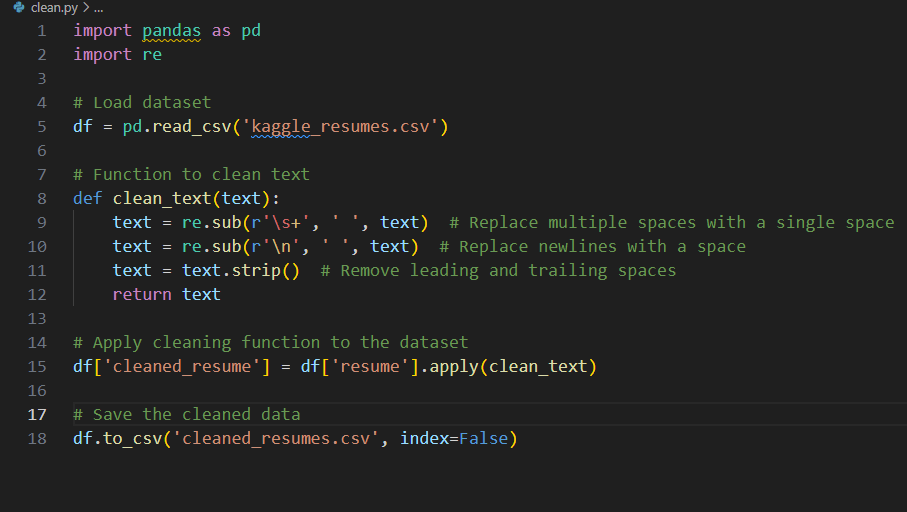 clean.py > ...
1 import pandas as pd
2 import re
3
4 # Load dataset
5 df = pd.read_csv('kaggle_resumes.csv')
6
7 # Function to clean text
8 def clean_text(text):
9     text = re.sub(r'\s+', ' ', text)  # Replace multiple spaces with a single space
10     text = re.sub(r'\n', ' ', text)  # Replace newlines with a space
11     text = text.strip()  # Remove leading and trailing spaces
12     return text
13
14 # Apply cleaning function to the dataset
15 df['cleaned_resume'] = df['resume'].apply(clean_text)
16
17 # Save the cleaned data
18 df.to_csv('cleaned_resumes.csv', index=False)